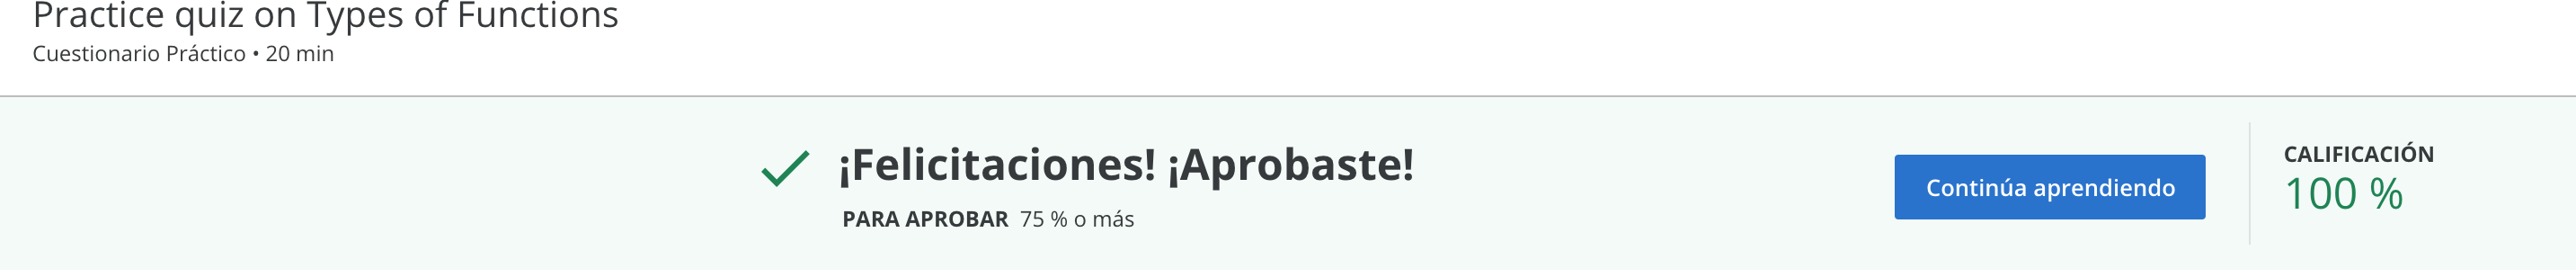 Practice quiz on Types of Functions
Cuestionario Práctico • 20 min
¡Felicitaciones! ¡Aprobaste!
PARA APROBAR 75 % o más
Continúa aprendiendo
CALIFICACIÓN
100 %